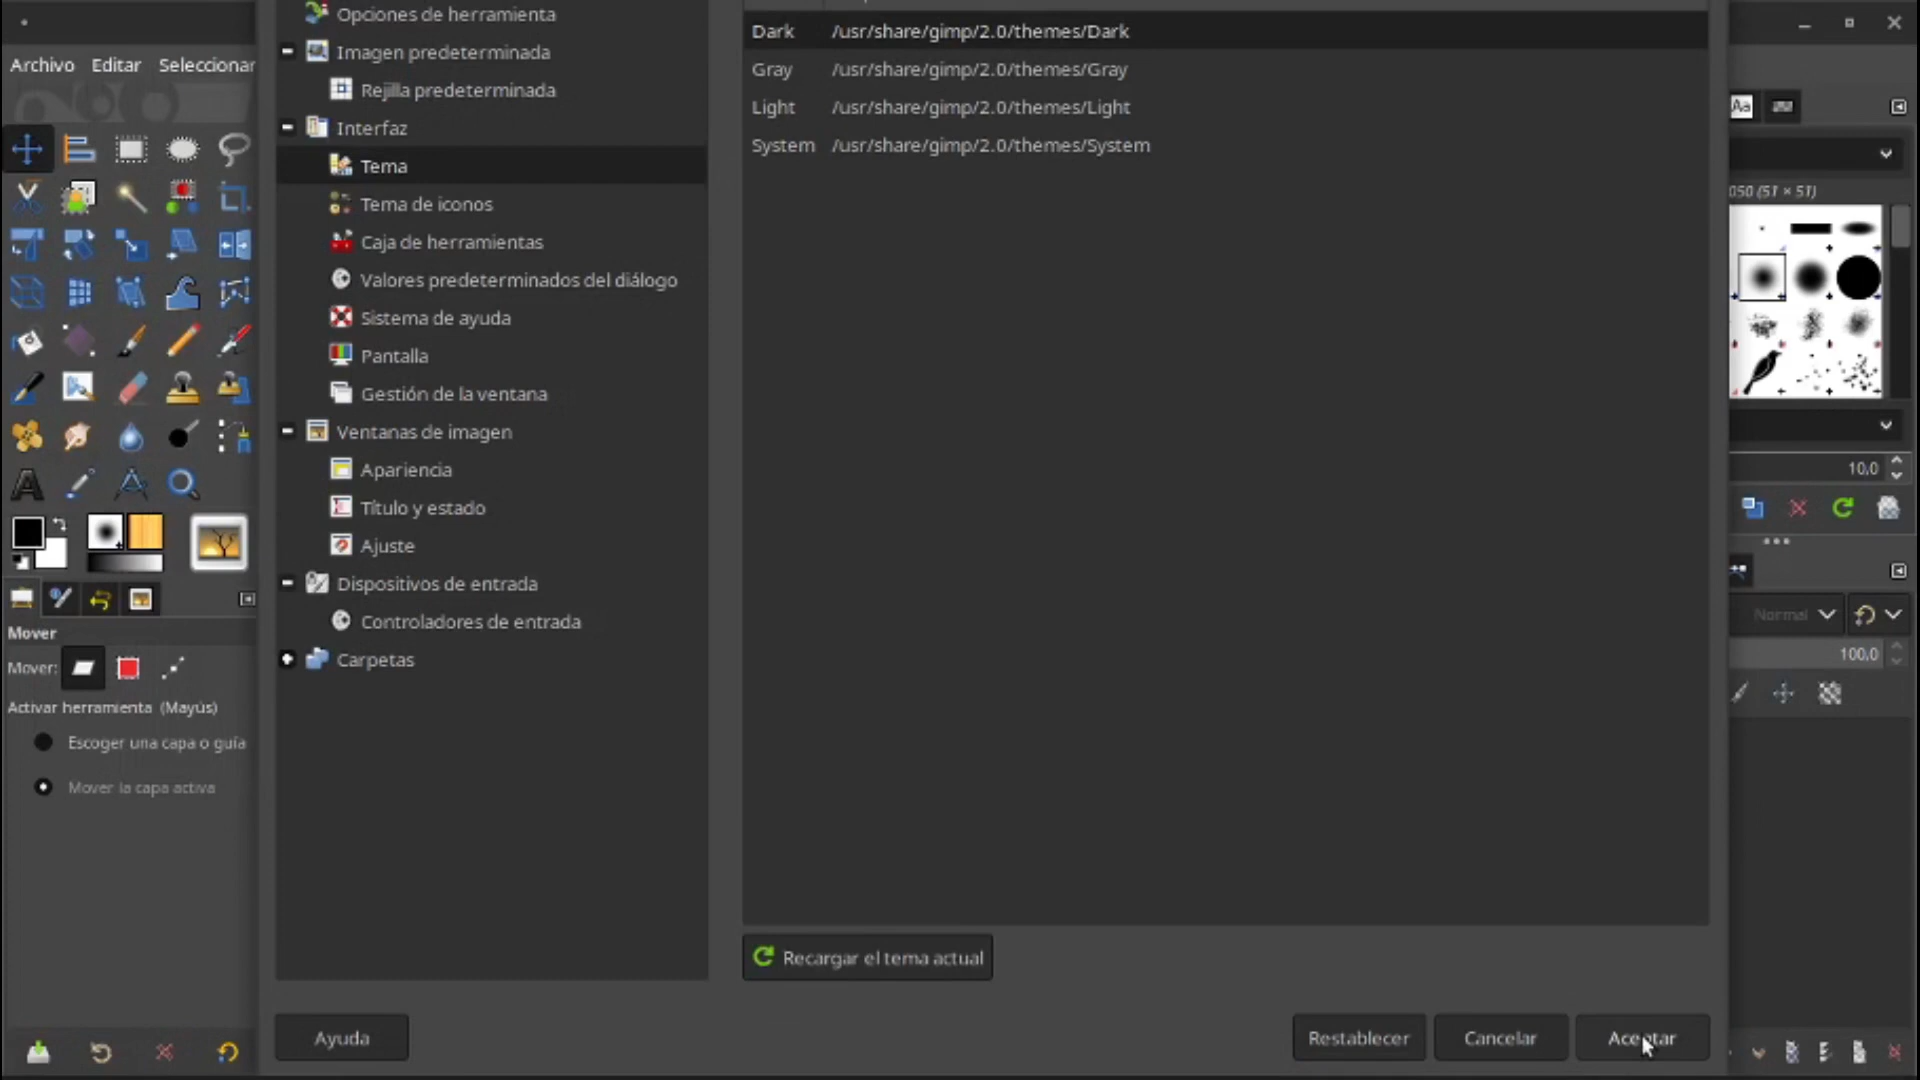 Archivo Editar Seleccionar
Opciones de herramienta
Imagen predeterminada
Rejilla predeterminada
Interfaz
Tema
Tema de iconos
Caja de herramientas
Valores predeterminados del diálogo
Sistema de ayuda
Pantalla
Gestión de la ventana
Ventanas de imagen
Apariencia
Título y estado
Ajuste
Dispositivos de entrada
Controladores de entrada
Carpetas
Dark /usr/share/gimp/2.0/themes/Dark
Gray /usr/share/gimp/2.0/themes/Gray
Light /usr/share/gimp/2.0/themes/Light
System /usr/share/gimp/2.0/themes/System
Recargar el tema actual
Ayuda
Restablecer
Cancelar
Aceptar
Mover
Mover:
Activar herramienta (Mayús)
Escoger una capa o guía
Mover la capa activa
Aa
050 (51 × 51)
10,0
Normal
100,0